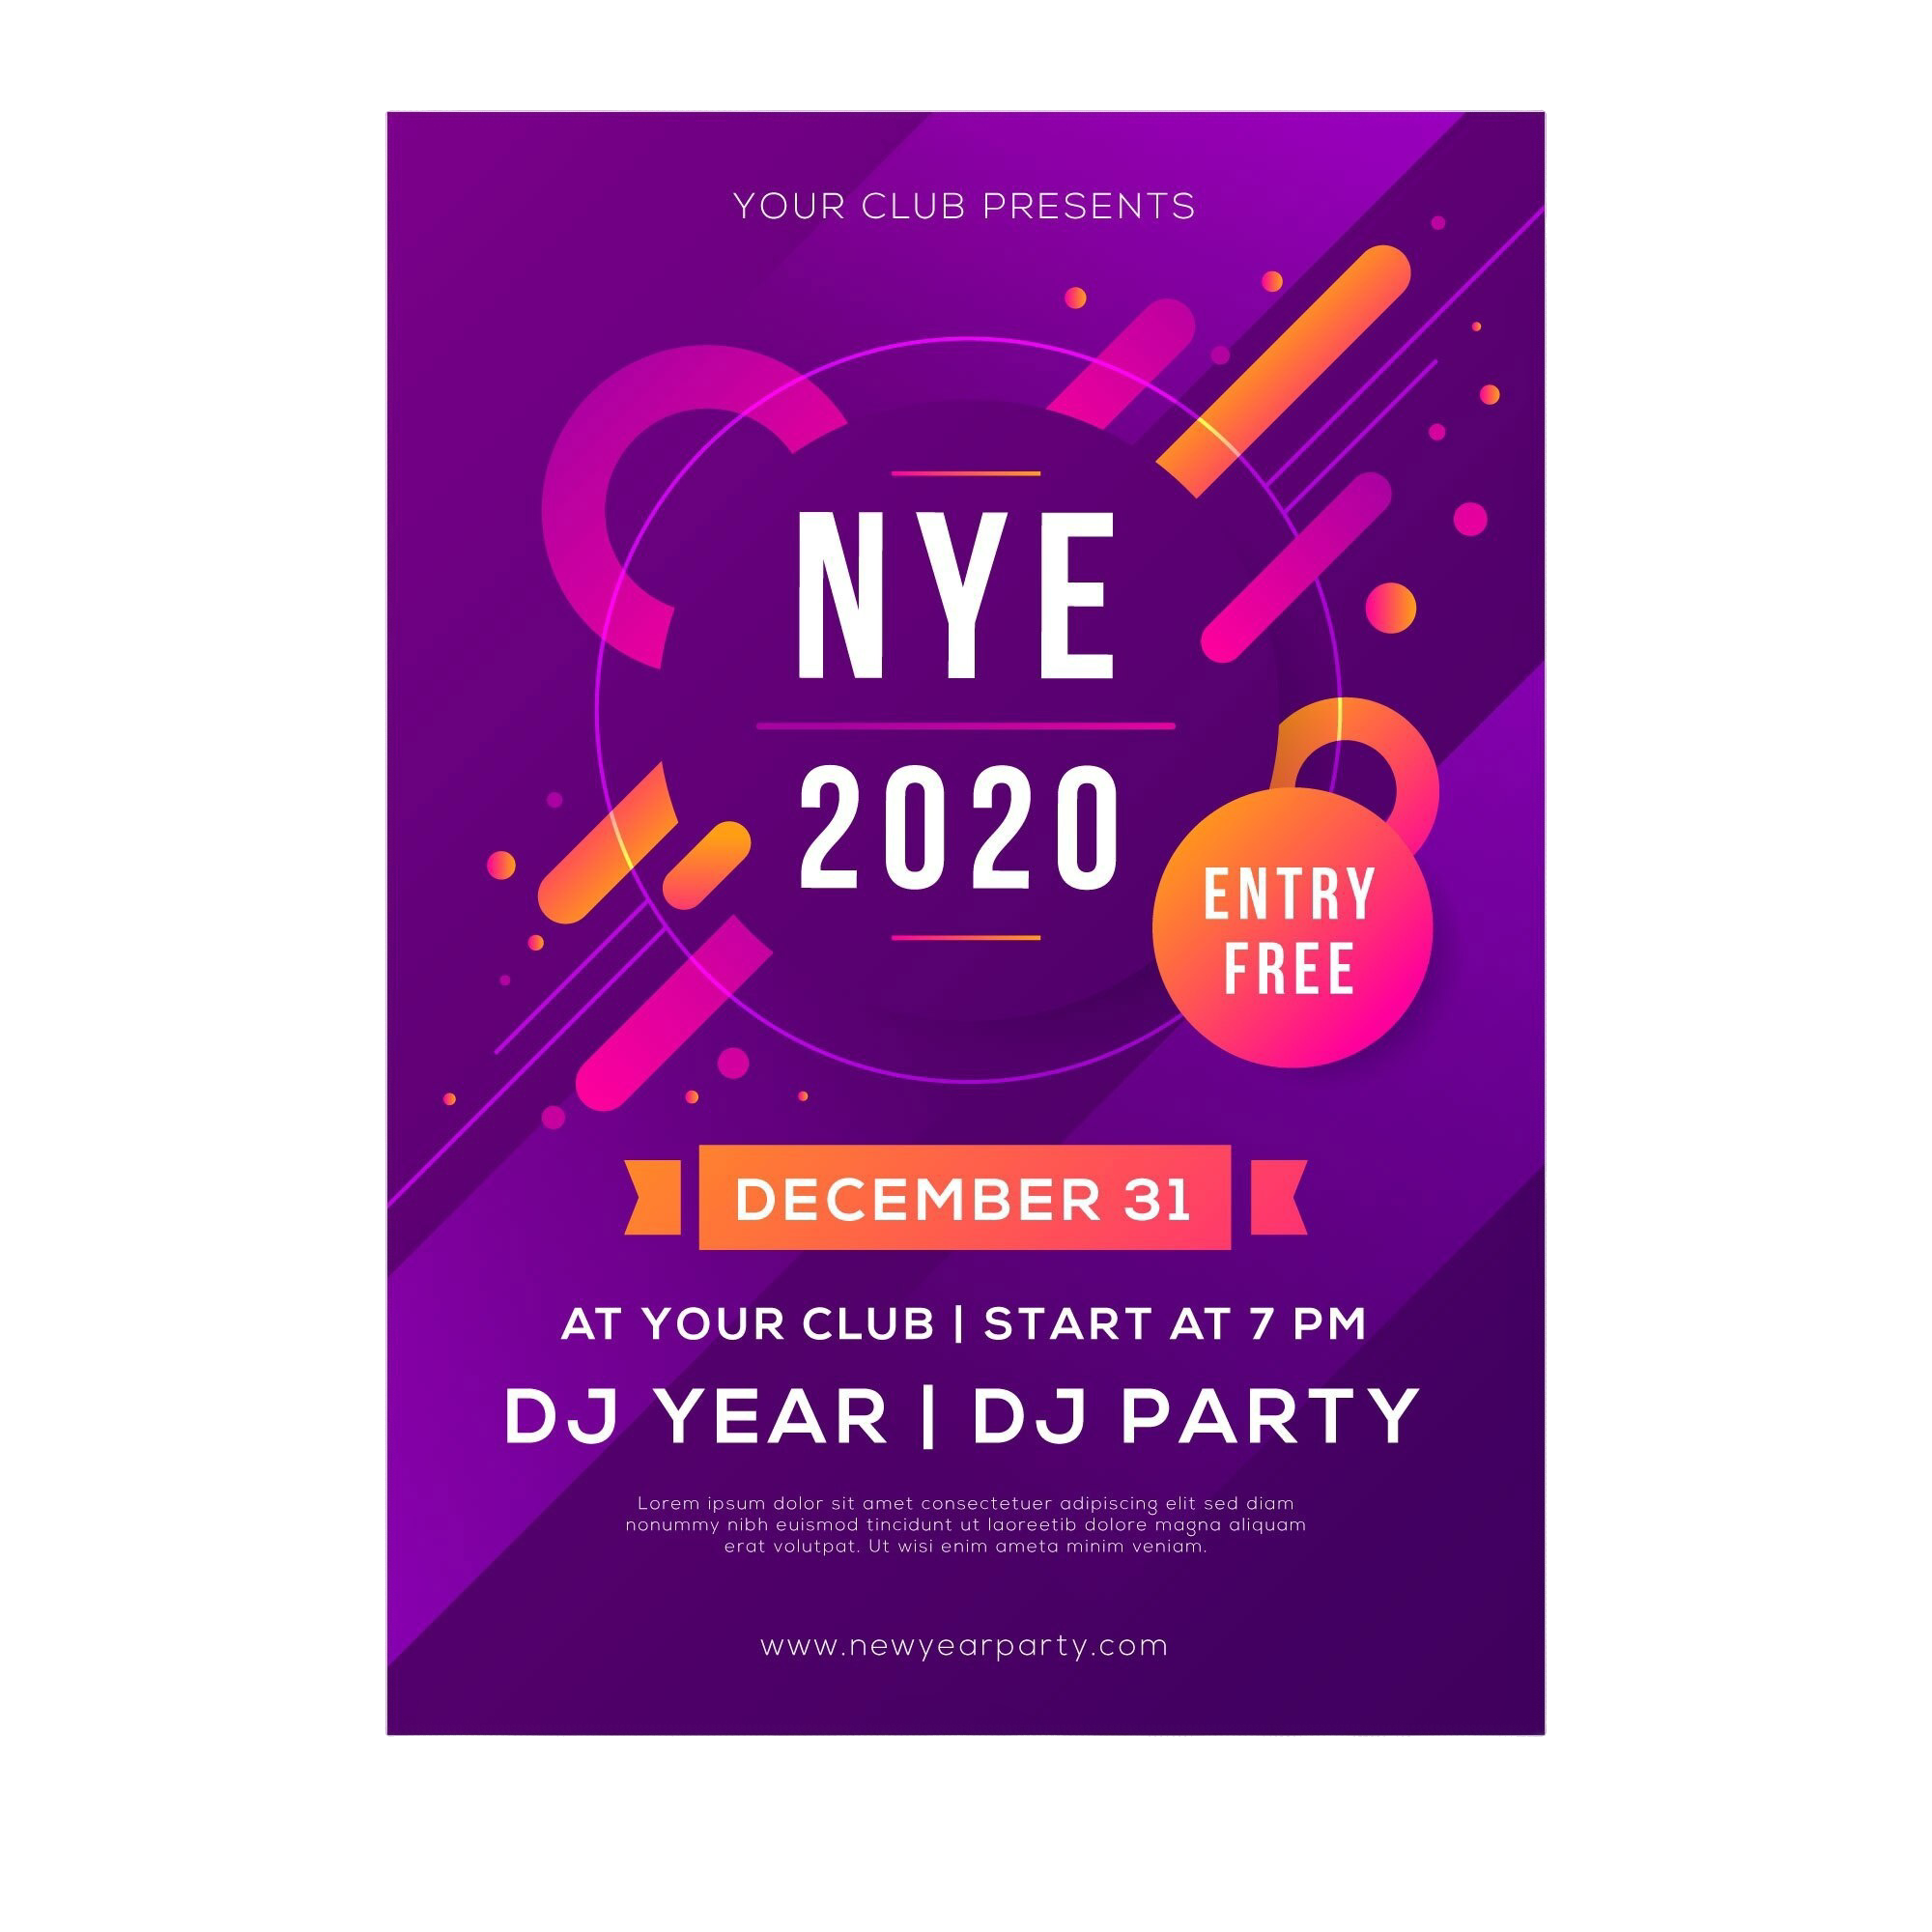 YOUR CLUB PRESENTS
NYE
2020
ENTRY
FREE
DECEMBER 31
AT YOUR CLUB | START AT 7 PM
DJ YEAR | DJ PARTY
Lorem ipsum dolor sit amet consectetuer adipiscing elit sed diam
nonummy nibh euismod tincidunt ut laoreetib dolore magna aliquam
erat volutpat. Ut wisi enim ameta minim veniam.
www.newyearparty.com